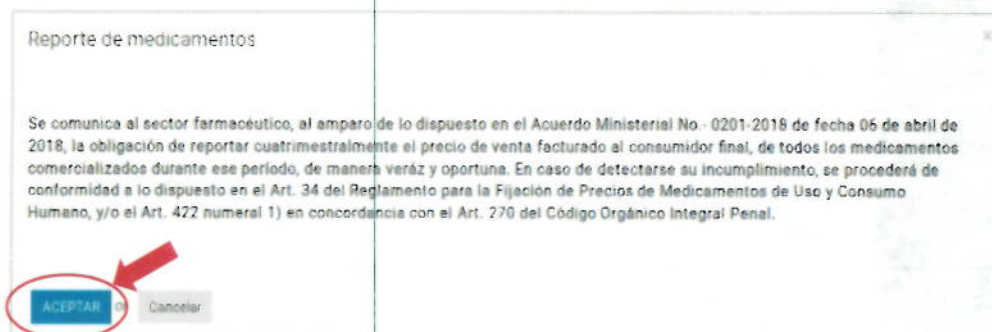 Reporte de medicamentos
×
Se comunica al sector farmacéutico, al amparo de lo dispuesto en el Acuerdo Ministerial No.- 0201-2018 de fecha 06 de abril de
2018, la obligación de reportar cuatrimestralmente el precio de venta facturado al consumidor final, de todos los medicamentos
comercializados durante ese período, de manera veráz y oportuna. En caso de detectarse su incumplimiento, se procederá de
conformidad a lo dispuesto en el Art. 34 del Reglamento para la Fijación de Precios de Medicamentos de Uso y Consumo
Humano, y/o el Art. 422 numeral 1) en concordancia con el Art. 270 del Código Orgánico Integral Penal.
ACEPTAR or Cancelar